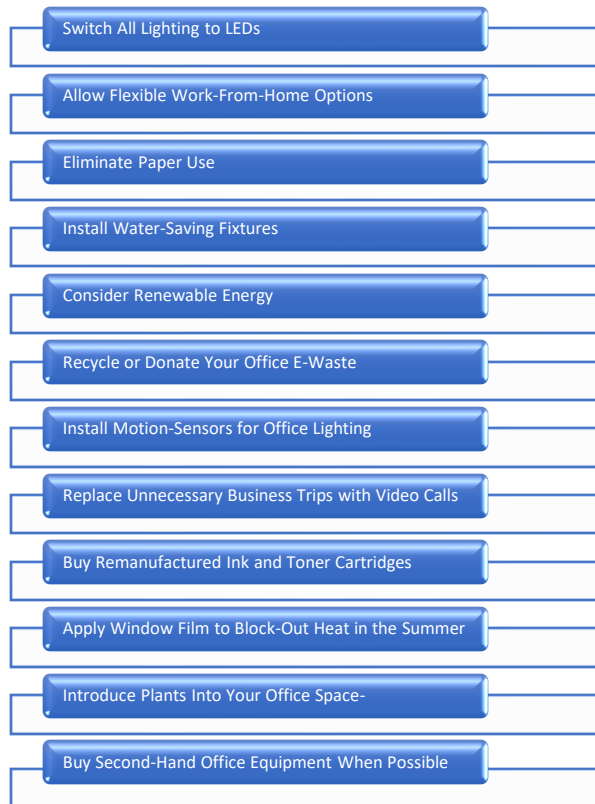 Switch All Lighting to LEDs
Allow Flexible Work-From-Home Options
Eliminate Paper Use
Install Water-Saving Fixtures
Consider Renewable Energy
Recycle or Donate Your Office E-Waste
Install Motion-Sensors for Office Lighting
Replace Unnecessary Business Trips with Video Calls
Buy Remanufactured Ink and Toner Cartridges
Apply Window Film to Block-Out Heat in the Summer
Introduce Plants Into Your Office Space-
Buy Second-Hand Office Equipment When Possible